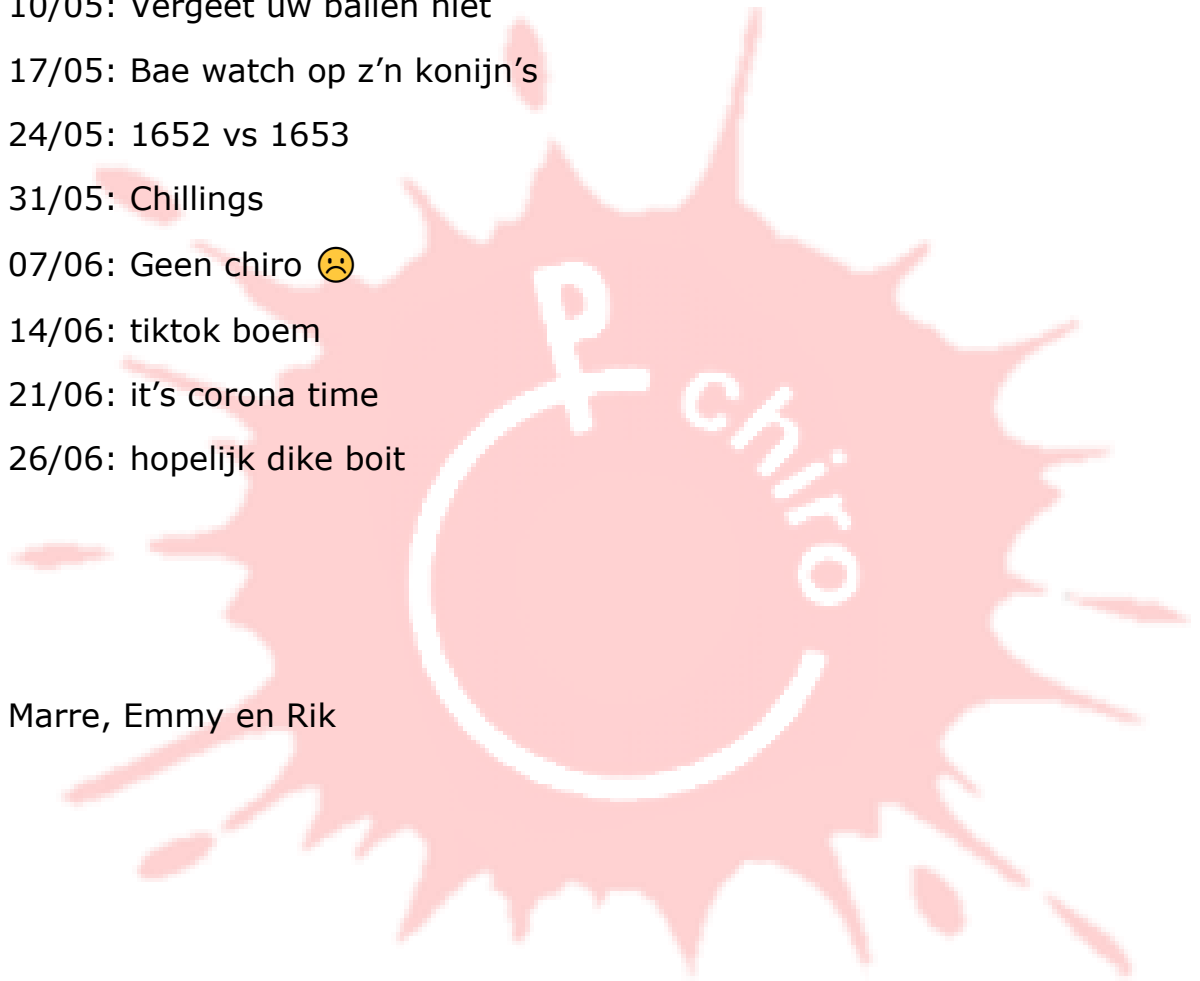 10/05: Vergeet uw ballen niet
17/05: Bae watch op z’n konijn’s
24/05: 1652 vs 1653
31/05: Chillings
07/06: Geen chiro ☹
14/06: tiktok boem
21/06: it’s corona time
26/06: hopelijk dike boit
chiro
Marre, Emmy en Rik